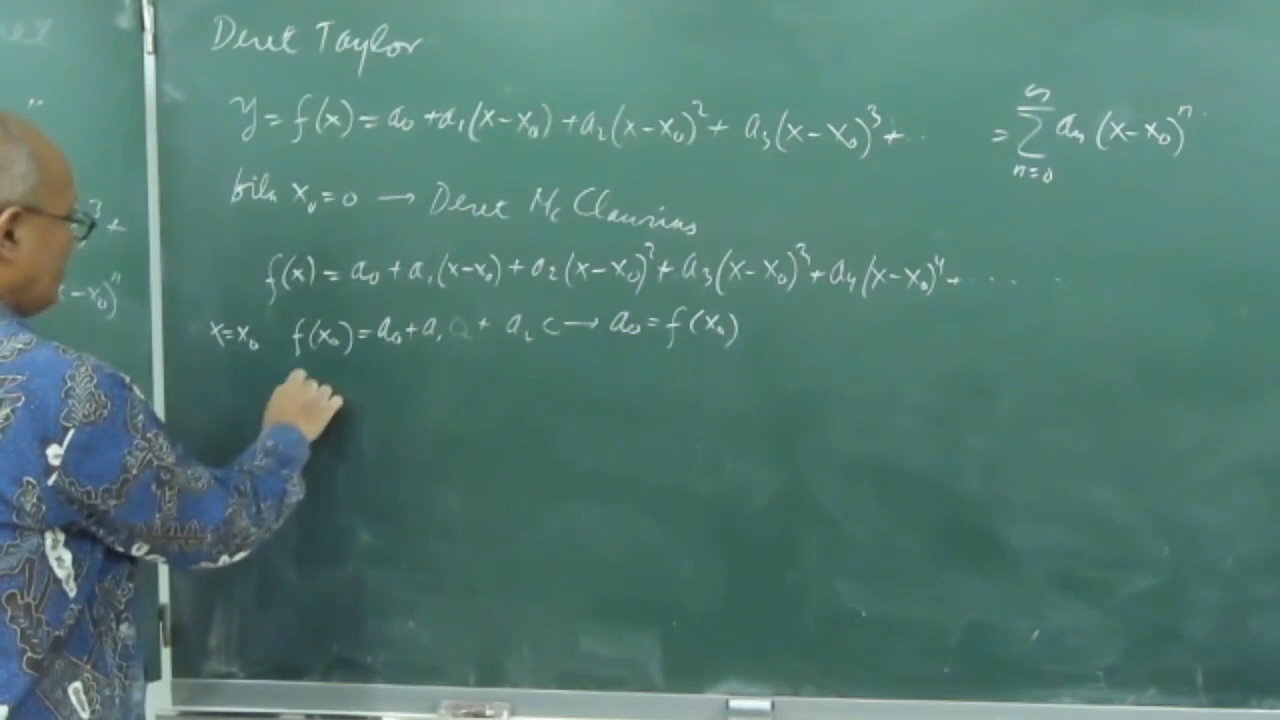 Deret Taylor
y = f(x) = a₀ + a₁(x-x₀) + a₂(x-x₀)² + a₃(x-x₀)³ + ... = ∑ₙ₌₀ aₙ(x-x₀)ⁿ
bila x₀ = 0 → Deret Mc Claurins
f(x) = a₀ + a₁(x-x₀) + a₂(x-x₀)² + a₃(x-x₀)³ + a₄(x-x₀)⁴ + ....
x=x₀ f(x₀) = a₀ + a₁ 0 + a₂ c → a₀ = f(x₀)
³ +
-x₀)ⁿ